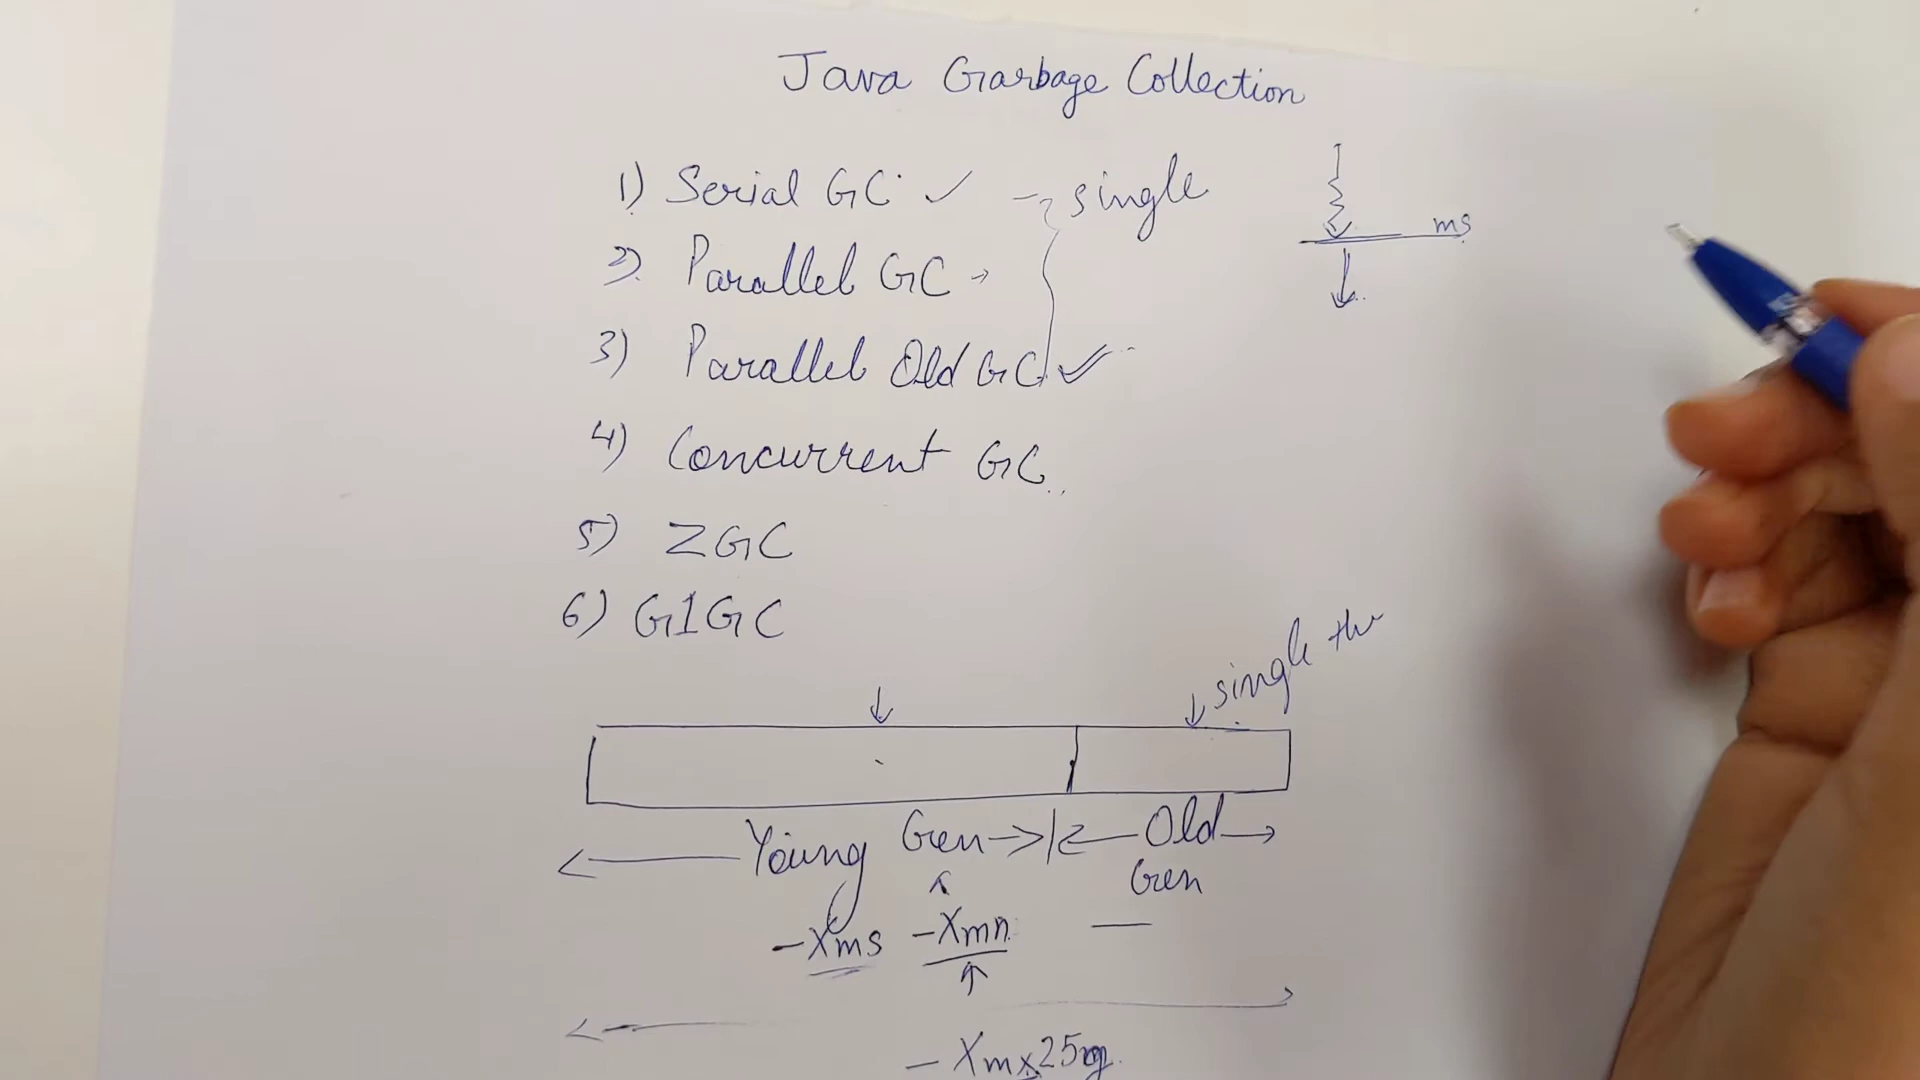 Java Garbage Collection
1) Serial GC ✓ - single
ms
2) Parallel GC
3) Parallel Old GC ✓
4) Concurrent GC
5) ZGC
6) G1GC
single thr
Young Gen Old
Gen
-Xms -Xmn
- Xmx25